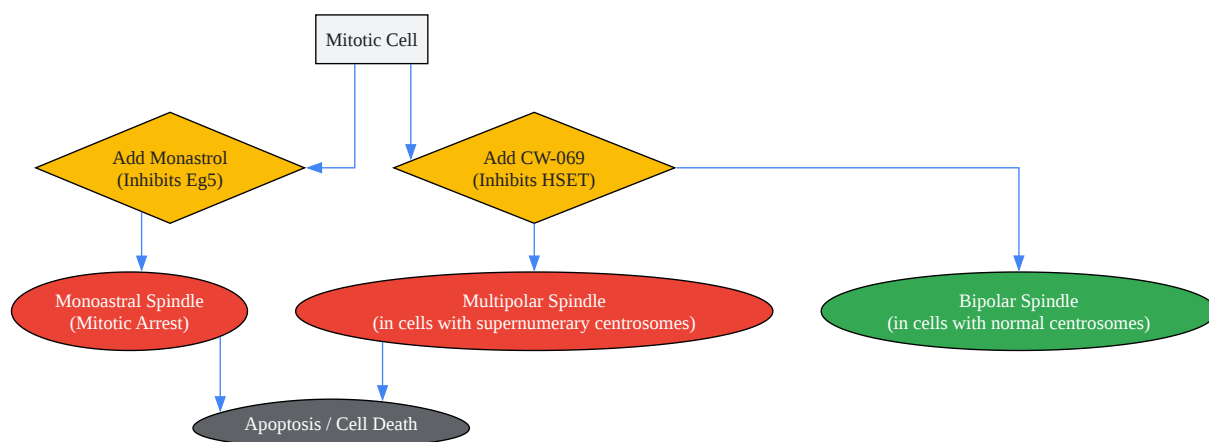 Mitotic Cell
Add Monastrol
(Inhibits Eg5)
Add CW-069
(Inhibits HSET)
Monoastral Spindle
(Mitotic Arrest)
Multipolar Spindle
(in cells with supernumerary centrosomes)
Bipolar Spindle
(in cells with normal centrosomes)
Apoptosis / Cell Death